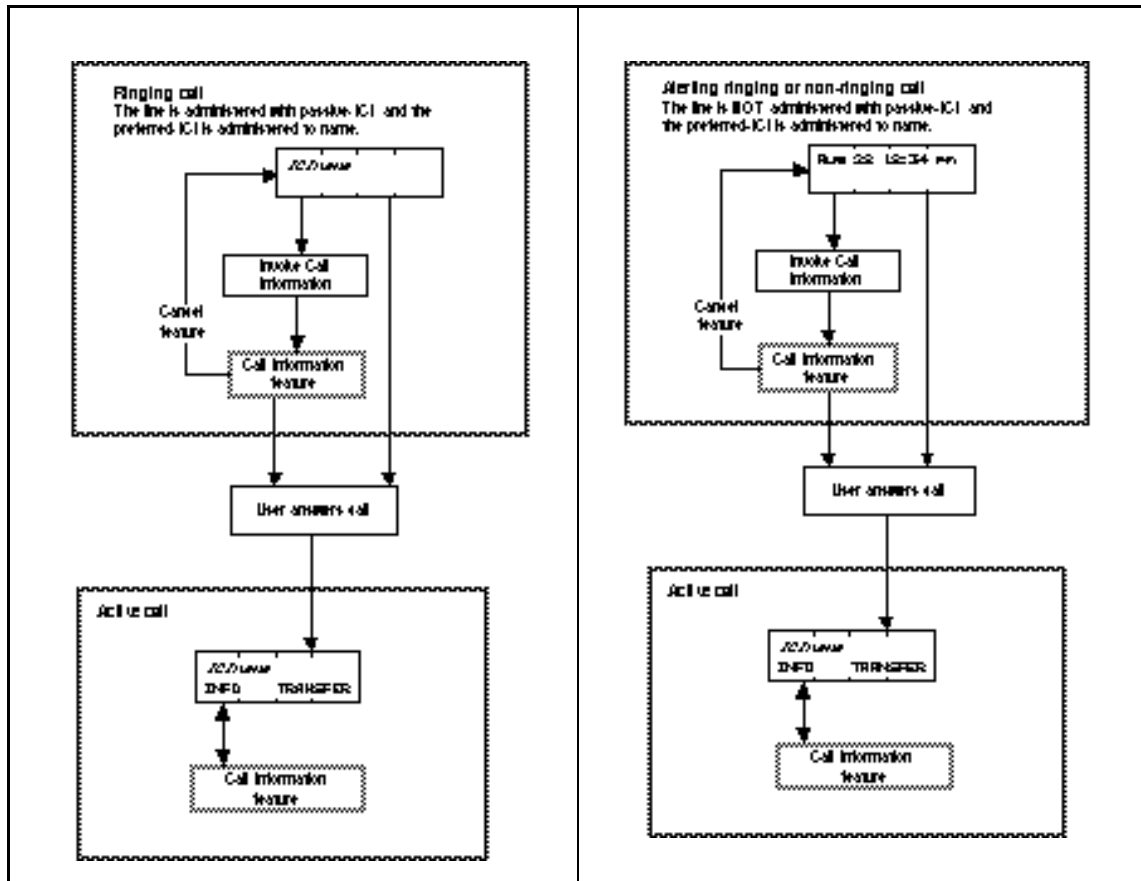 Ringing call
The line is administered with passive-ICI and the
preferred-ICI is administered to name.
Invoke Call
Information
Cancel
feature
Call Information
feature
User answers call
Active call
INFO TRANSFER
Call Information
feature
Alerting ringing or non-ringing call
The line is NOT administered with passive-ICI and
the preferred-ICI is administered to name.
12:34 pm
Invoke Call
Information
Cancel
feature
Call Information
feature
User answers call
Active call
INFO TRANSFER
Call Information
feature